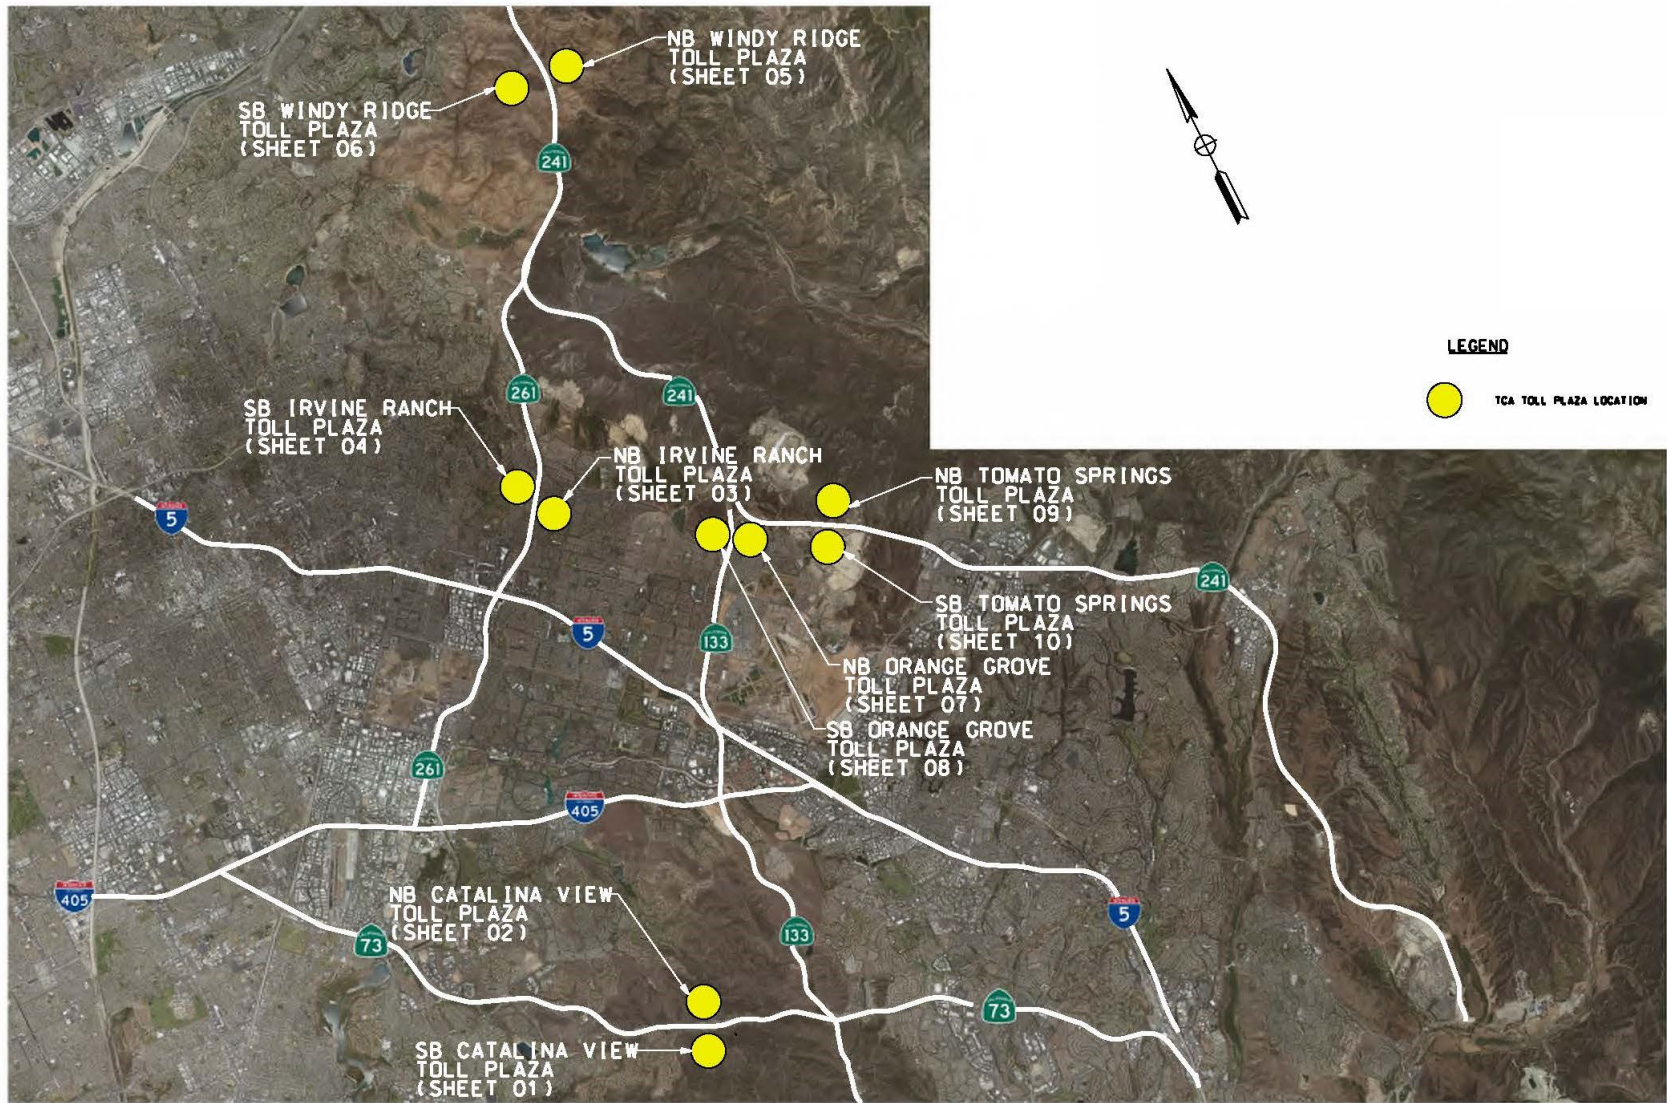 NB WINDY RIDGE
TOLL PLAZA
(SHEET 05)
SB WINDY RIDGE
TOLL PLAZA
(SHEET 06)
241
LEGEND
TCA TOLL PLAZA LOCATION
261
241
SB IRVINE RANCH
TOLL PLAZA
(SHEET 04)
NB IRVINE RANCH
TOLL PLAZA
(SHEET 03)
NB TOMATO SPRINGS
TOLL PLAZA
(SHEET 09)
5
241
SB TOMATO SPRINGS
TOLL PLAZA
(SHEET 10)
5
133
NB ORANGE GROVE
TOLL PLAZA
(SHEET 07)
SB ORANGE GROVE
TOLL PLAZA
(SHEET 08)
261
405
405
NB CATALINA VIEW
TOLL PLAZA
(SHEET 02)
5
73
133
73
SB CATALINA VIEW
TOLL PLAZA
(SHEET 01)